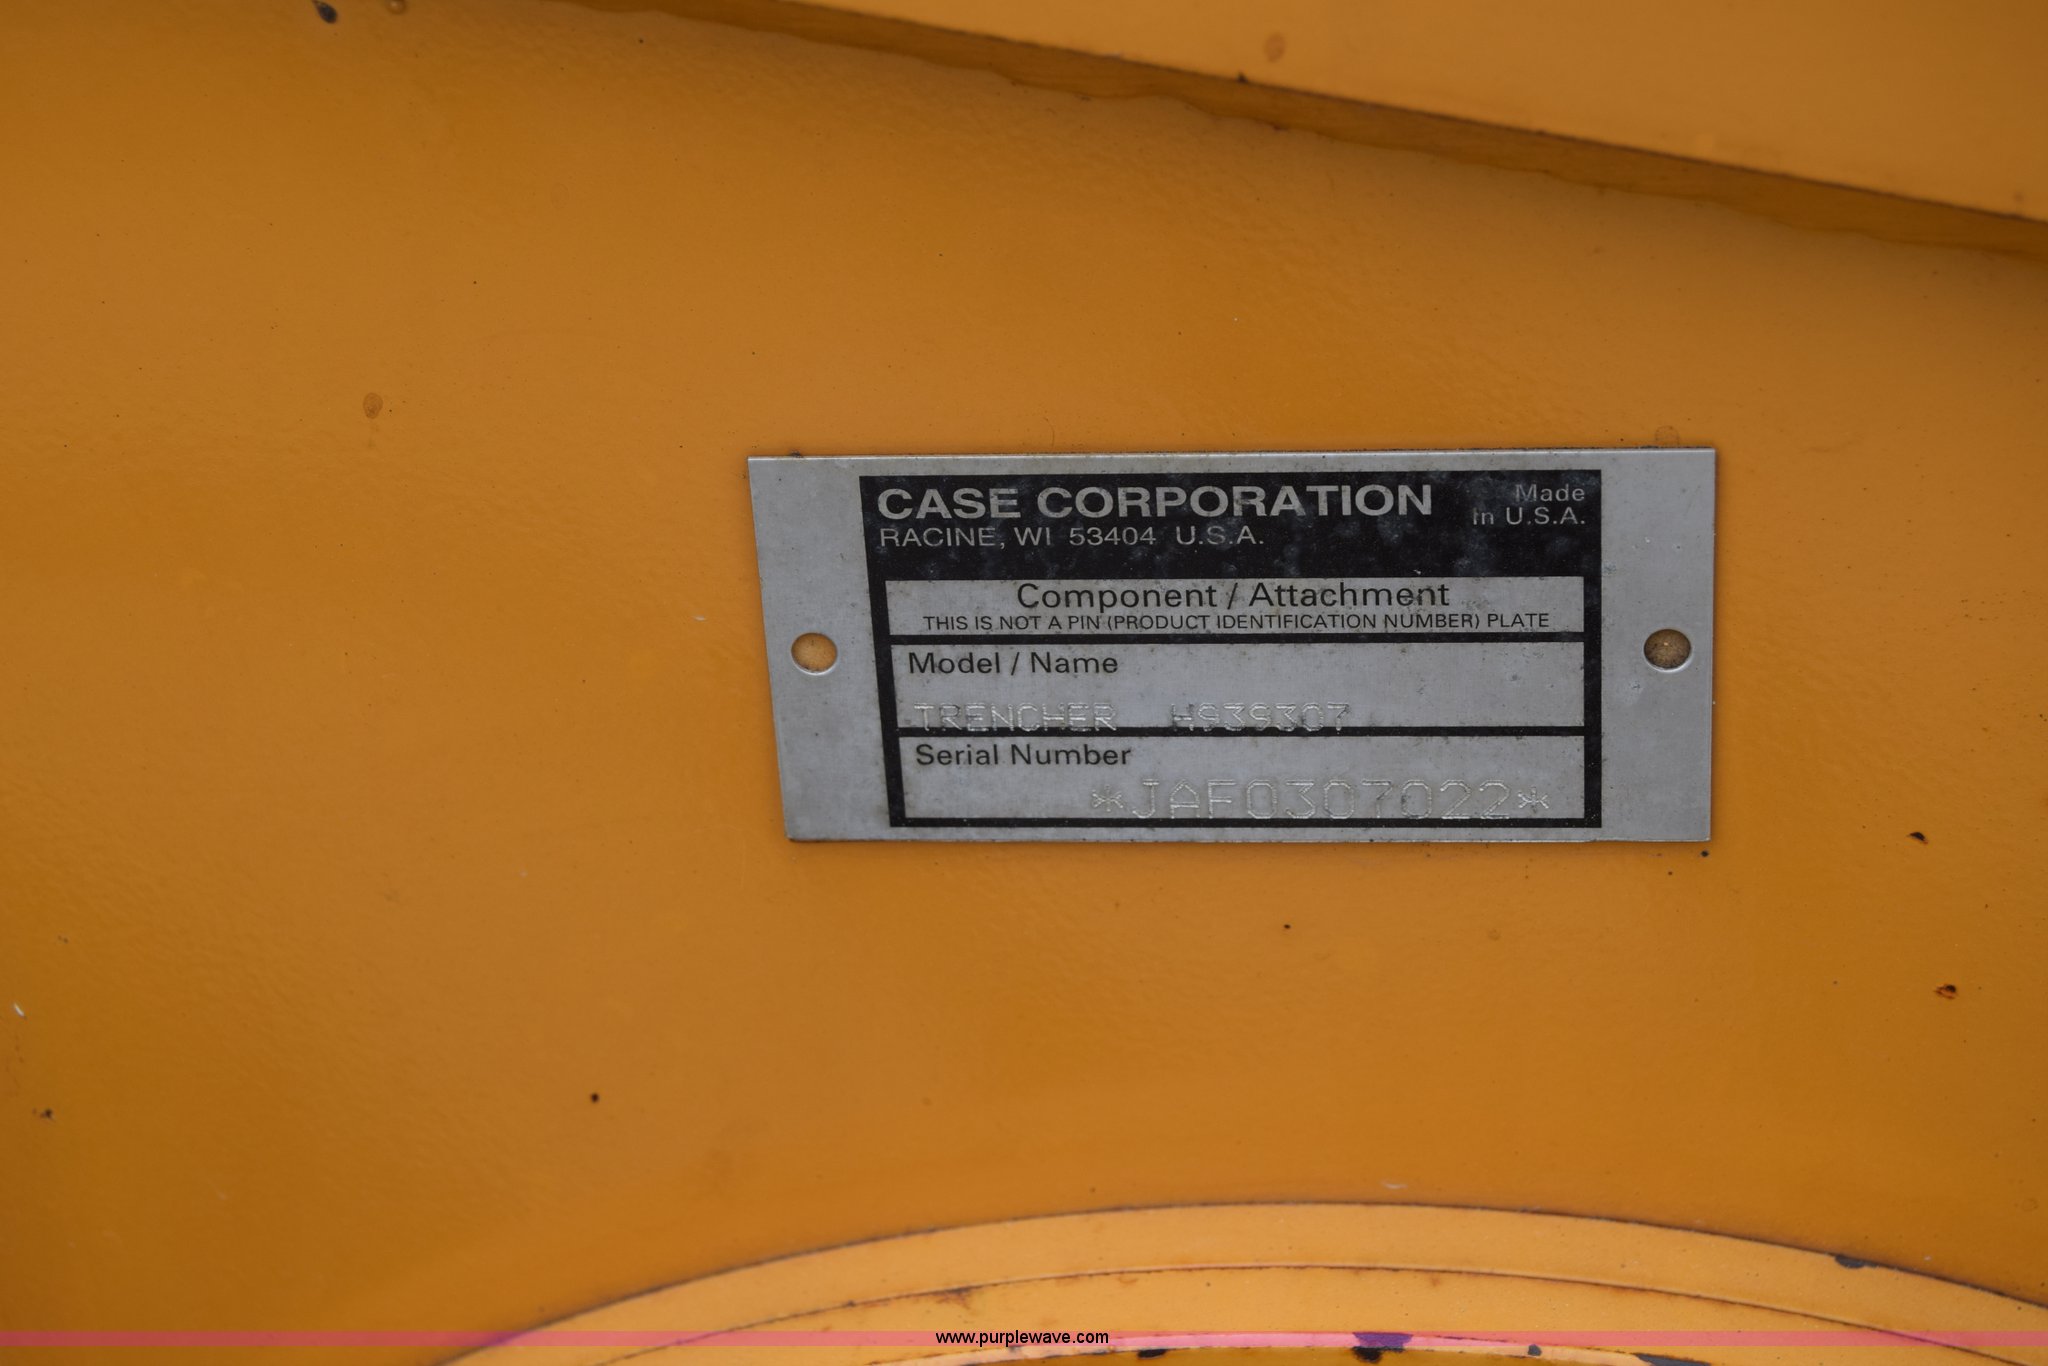 CASE CORPORATION
Made
In U.S.A.
RACINE, WI 53404 U.S.A.
Component / Attachment
THIS IS NOT A PIN (PRODUCT IDENTIFICATION NUMBER) PLATE
Model / Name
TRENCHER H939307
Serial Number
*JAF0307022*
www.purplewave.com